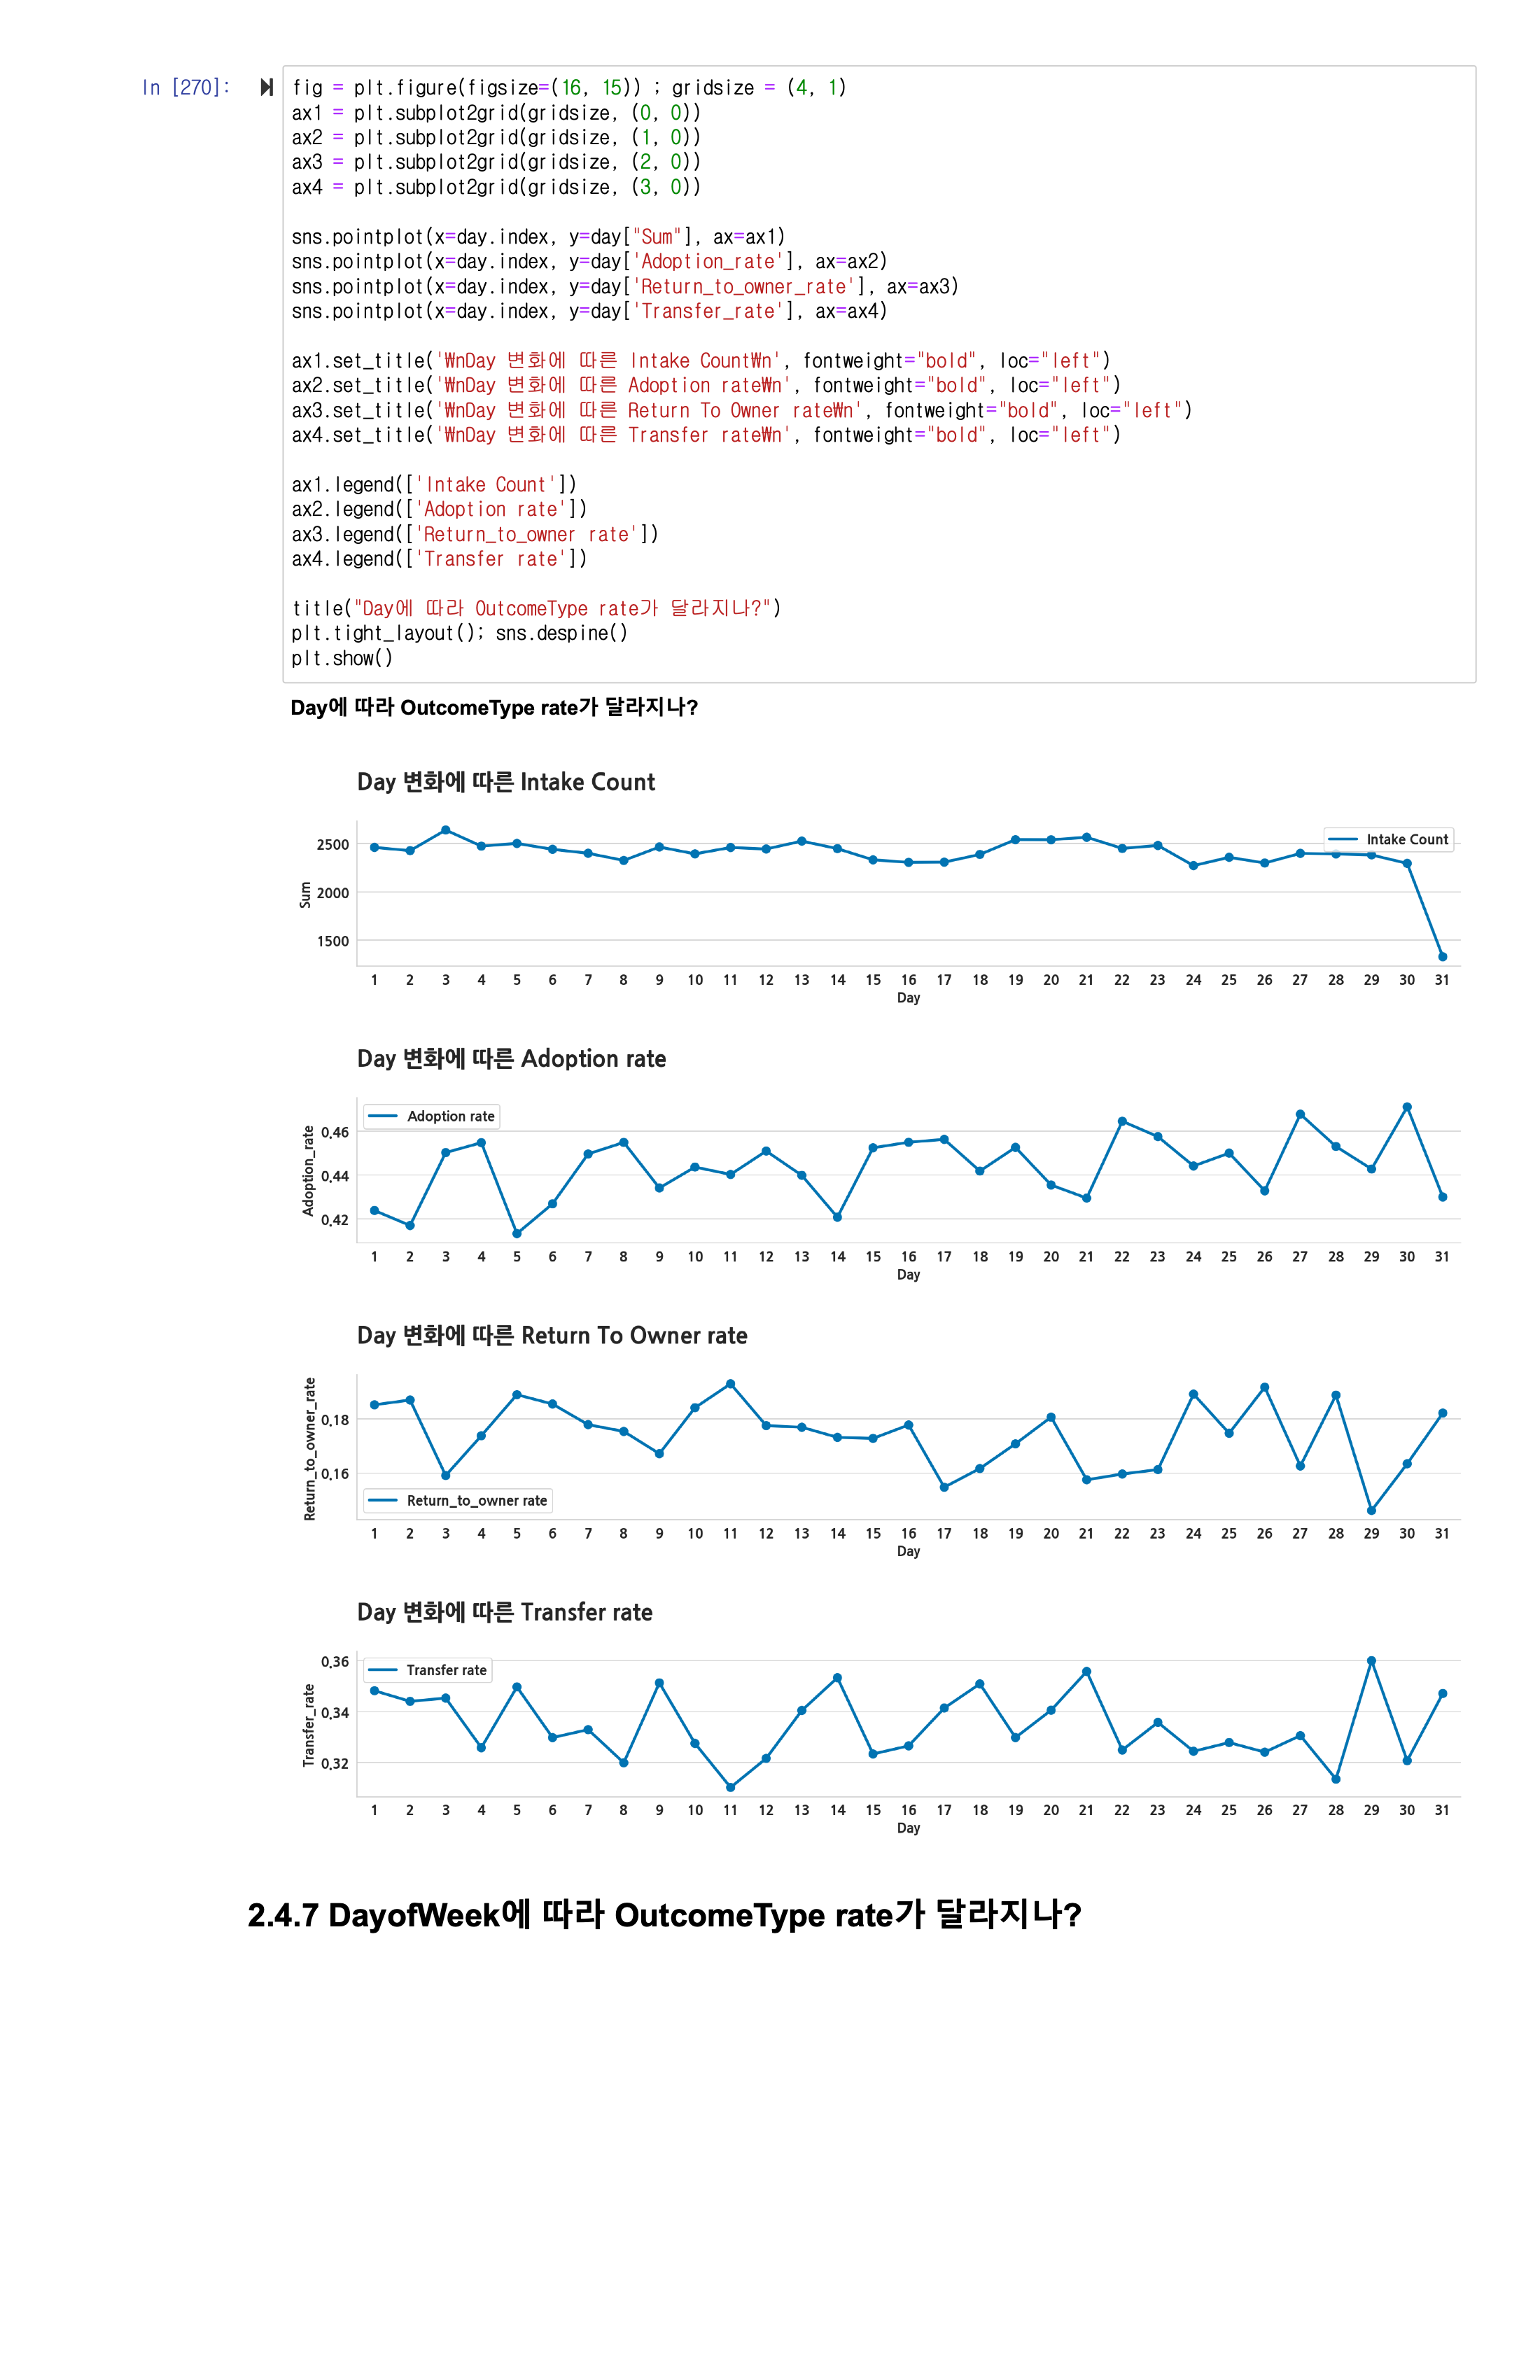 In [270]:
fig = plt.figure(figsize=(16, 15)) ; gridsize = (4, 1)
ax1 = plt.subplot2grid(gridsize, (0, 0))
ax2 = plt.subplot2grid(gridsize, (1, 0))
ax3 = plt.subplot2grid(gridsize, (2, 0))
ax4 = plt.subplot2grid(gridsize, (3, 0))
sns.pointplot(x=day.index, y=day["Sum"], ax=ax1)
sns.pointplot(x=day.index, y=day['Adoption_rate'], ax=ax2)
sns.pointplot(x=day.index, y=day['Return_to_owner_rate'], ax=ax3)
sns.pointplot(x=day.index, y=day['Transfer_rate'], ax=ax4)
ax1.set_title('₩nDay 변화에 따른 Intake Count₩n', fontweight="bold", loc="left")
ax2.set_title('₩nDay 변화에 따른 Adoption rate₩n', fontweight="bold", loc="left")
ax3.set_title('₩nDay 변화에 따른 Return To Owner rate₩n', fontweight="bold", loc="left")
ax4.set_title('₩nDay 변화에 따른 Transfer rate₩n', fontweight="bold", loc="left")
ax1.legend(['Intake Count'])
ax2.legend(['Adoption rate'])
ax3.legend(['Return_to_owner rate'])
ax4.legend(['Transfer rate'])
title("Day에 따라 OutcomeType rate가 달라지나?")
plt.tight_layout(); sns.despine()
plt.show()
Day에 따라 OutcomeType rate가 달라지나?
Day 변화에 따른 Intake Count
Intake Count
2500
2000
1500
Sum
1 2 3 4 5 6 7 8 9 10 11 12 13 14 15 16 17 18 19 20 21 22 23 24 25 26 27 28 29 30 31
Day
Day 변화에 따른 Adoption rate
Adoption rate
0.46
0.44
0.42
Adoption_rate
1 2 3 4 5 6 7 8 9 10 11 12 13 14 15 16 17 18 19 20 21 22 23 24 25 26 27 28 29 30 31
Day
Day 변화에 따른 Return To Owner rate
0.18
0.16
Return_to_owner_rate
Return_to_owner rate
1 2 3 4 5 6 7 8 9 10 11 12 13 14 15 16 17 18 19 20 21 22 23 24 25 26 27 28 29 30 31
Day
Day 변화에 따른 Transfer rate
0.36
Transfer rate
0.34
0.32
Transfer_rate
1 2 3 4 5 6 7 8 9 10 11 12 13 14 15 16 17 18 19 20 21 22 23 24 25 26 27 28 29 30 31
Day
2.4.7 DayofWeek에 따라 OutcomeType rate가 달라지나?